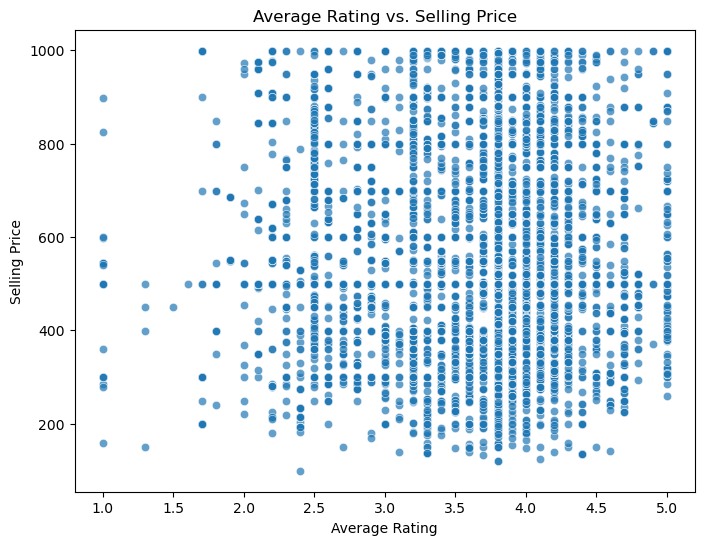 Average Rating vs. Selling Price
1000
800
600
400
200
Selling Price
1.0 1.5 2.0 2.5 3.0 3.5 4.0 4.5 5.0
Average Rating